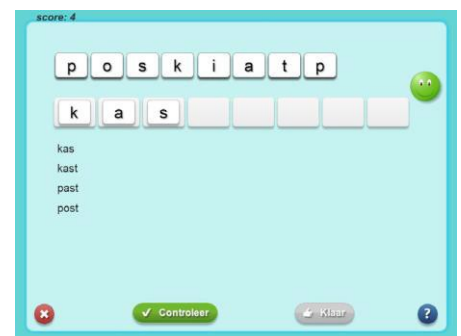 score: 4
p o s k i a t p
k a s
kas
kast
past
post
✓ Controleer
Klaar
?